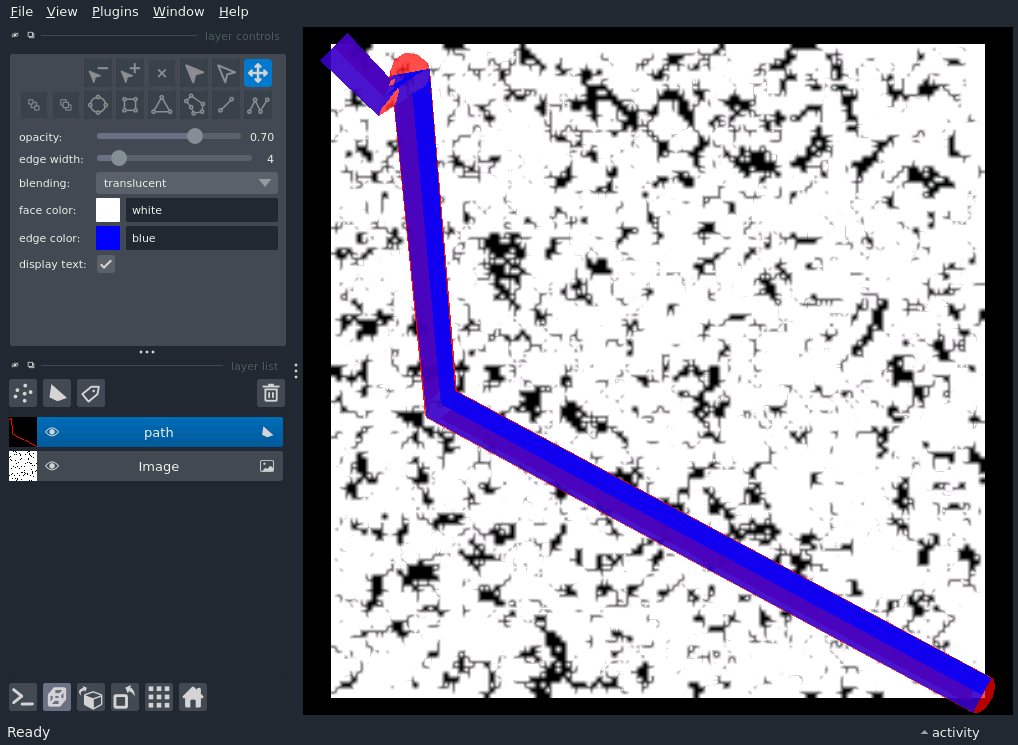 File View Plugins Window Help
layer controls
opacity: 0.70
edge width: 4
blending: translucent
face color: white
edge color: blue
display text:
layer list
path
Image
Ready
activity